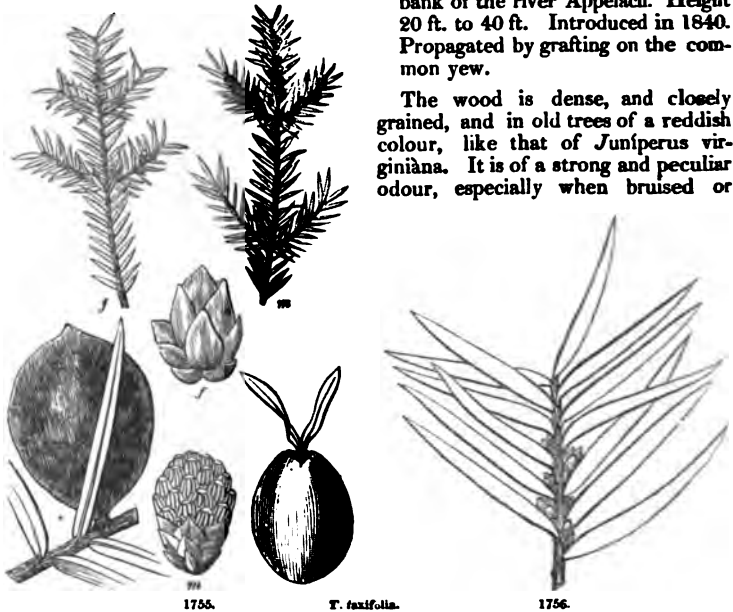 bank of the river Appelach. Height
20 ft. to 40 ft. Introduced in 1840.
Propagated by grafting on the com-
mon yew.
The wood is dense, and closely
grained, and in old trees of a reddish
colour, like that of Juníperus vir-
giniàna. It is of a strong and peculiar
odour, especially when bruised or
f
m
f
m
1755.
T. taxifolia.
1756.